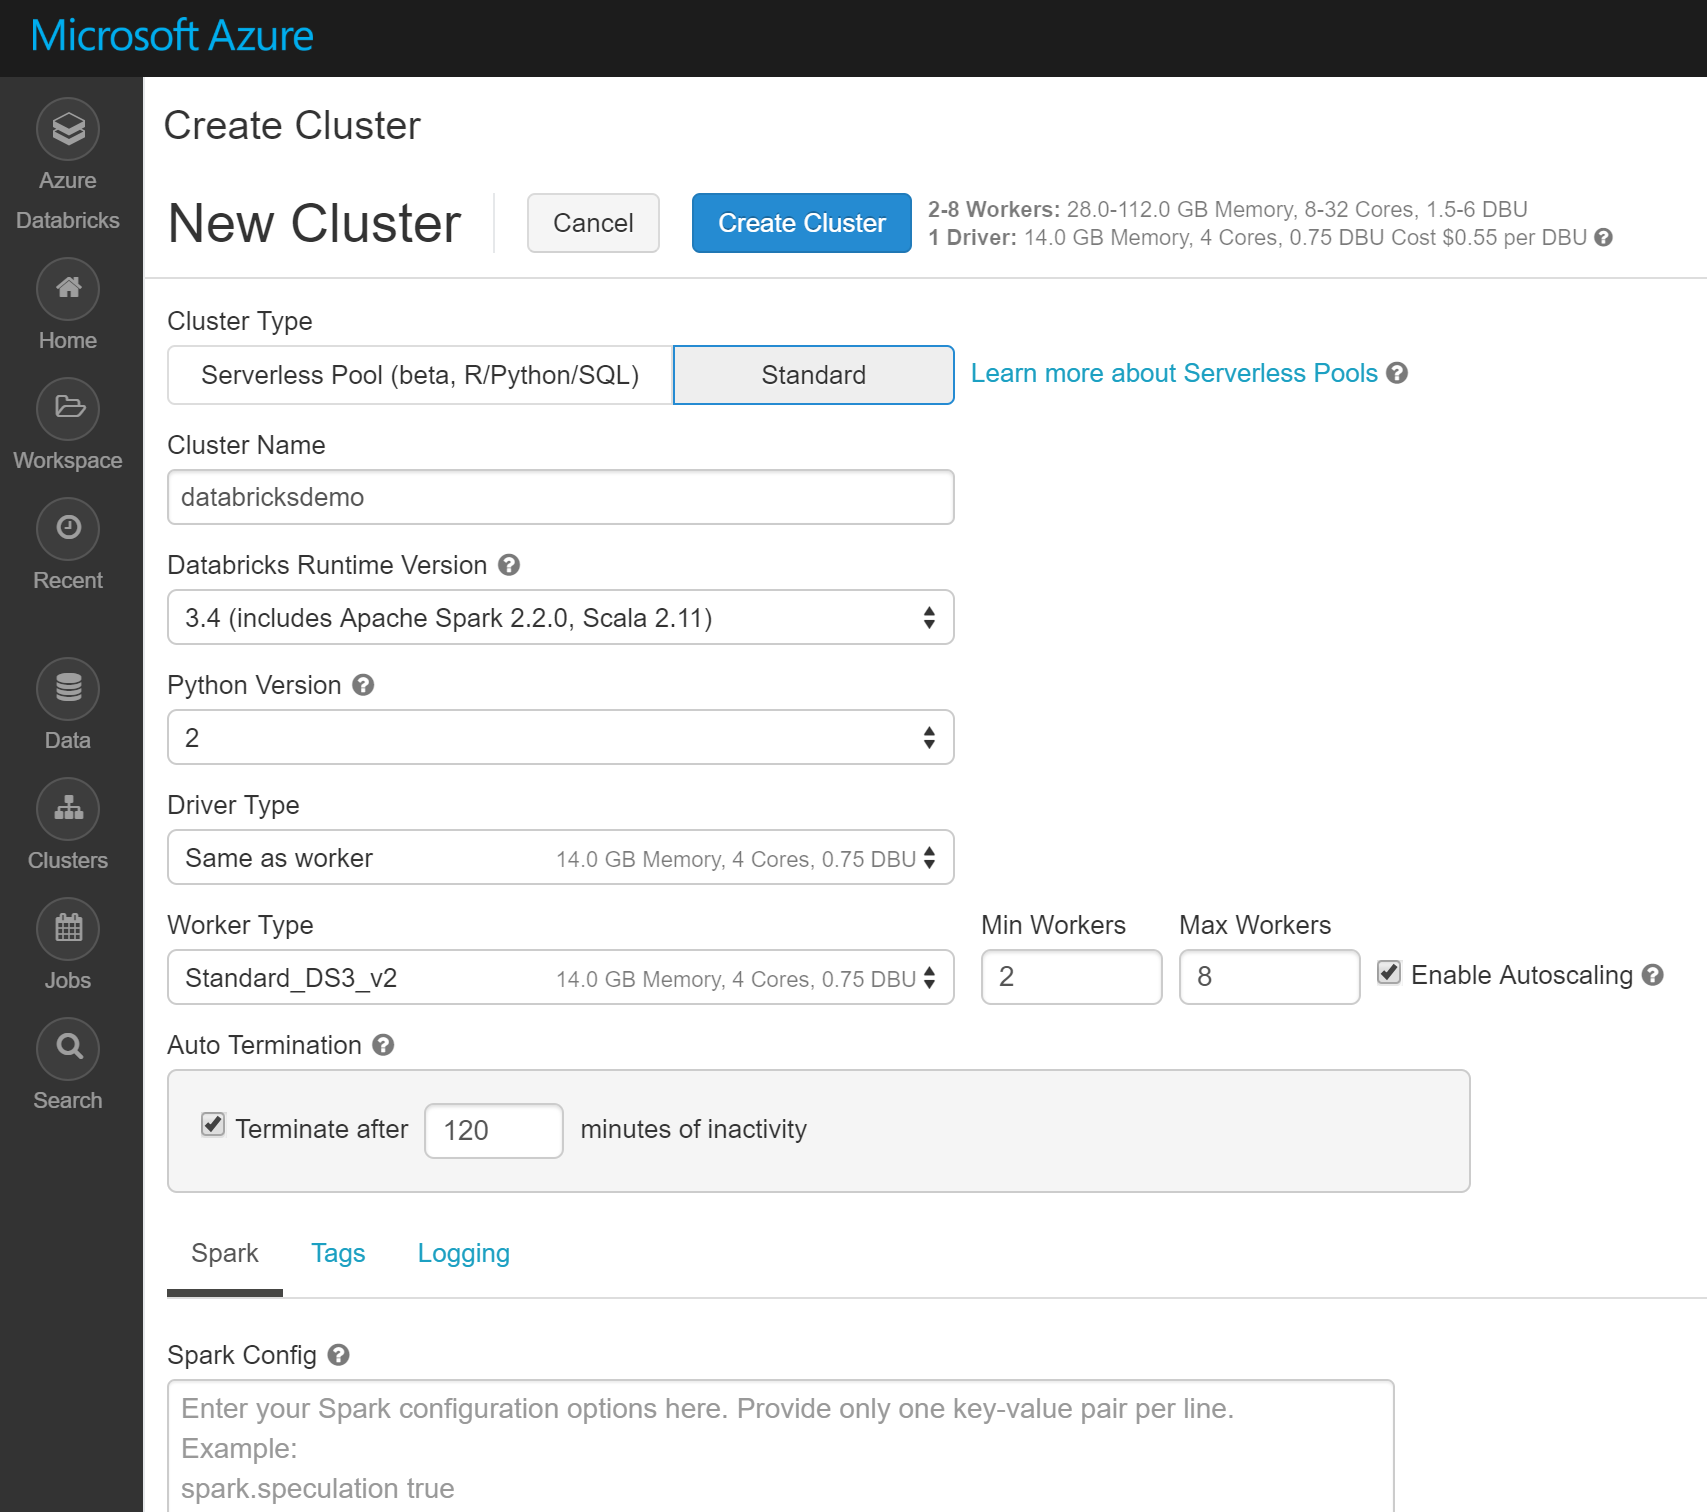 Microsoft Azure
Azure
Databricks
Home
Workspace
Recent
Data
Clusters
Jobs
Search
Create Cluster
New Cluster
Cancel
Create Cluster
2-8 Workers: 28.0-112.0 GB Memory, 8-32 Cores, 1.5-6 DBU
1 Driver: 14.0 GB Memory, 4 Cores, 0.75 DBU Cost $0.55 per DBU ?
Cluster Type
Serverless Pool (beta, R/Python/SQL)
Standard
Learn more about Serverless Pools ?
Cluster Name
databricksdemo
Databricks Runtime Version ?
3.4 (includes Apache Spark 2.2.0, Scala 2.11)
Python Version ?
2
Driver Type
Same as worker 14.0 GB Memory, 4 Cores, 0.75 DBU
Worker Type
Standard_DS3_v2 14.0 GB Memory, 4 Cores, 0.75 DBU
Min Workers
2
Max Workers
8
Enable Autoscaling ?
Auto Termination ?
Terminate after 120 minutes of inactivity
Spark
Tags
Logging
Spark Config ?
Enter your Spark configuration options here. Provide only one key-value pair per line.
Example:
spark.speculation true